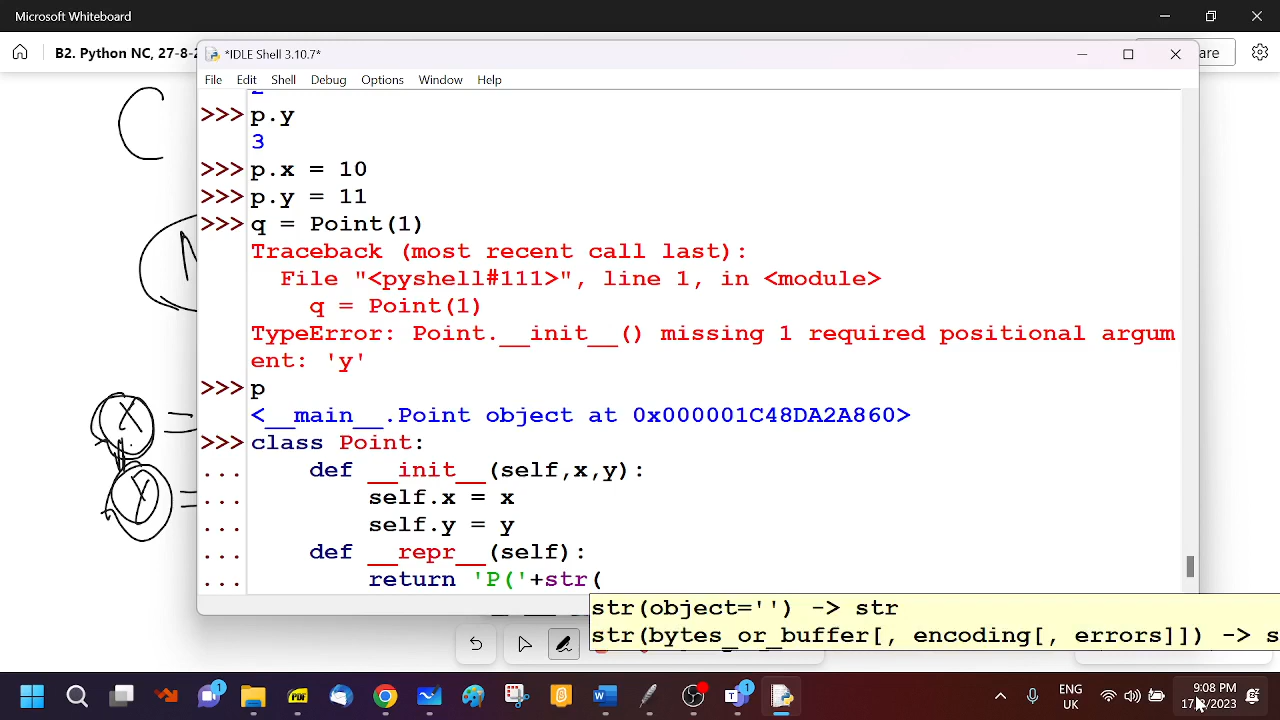 Microsoft Whiteboard
B2. Python NC, 27-8-2
*IDLE Shell 3.10.7*
are
File Edit Shell Debug Options Window Help
>>> p.y
3
>>> p.x = 10
>>> p.y = 11
>>> q = Point(1)
Traceback (most recent call last):
File "<pyshell#111>", line 1, in <module>
q = Point(1)
TypeError: Point.__init__() missing 1 required positional argum
ent: 'y'
>>> p
<__main__.Point object at 0x000001C48DA2A860>
>>> class Point:
... def __init__(self,x,y):
... self.x = x
... self.y = y
... def __repr__(self):
... return 'P('+str(
str(object='') -> str
str(bytes_or_buffer[, encoding[, errors]]) -> s
C
N
X =
Y =
ENG
UK
9:08 PM